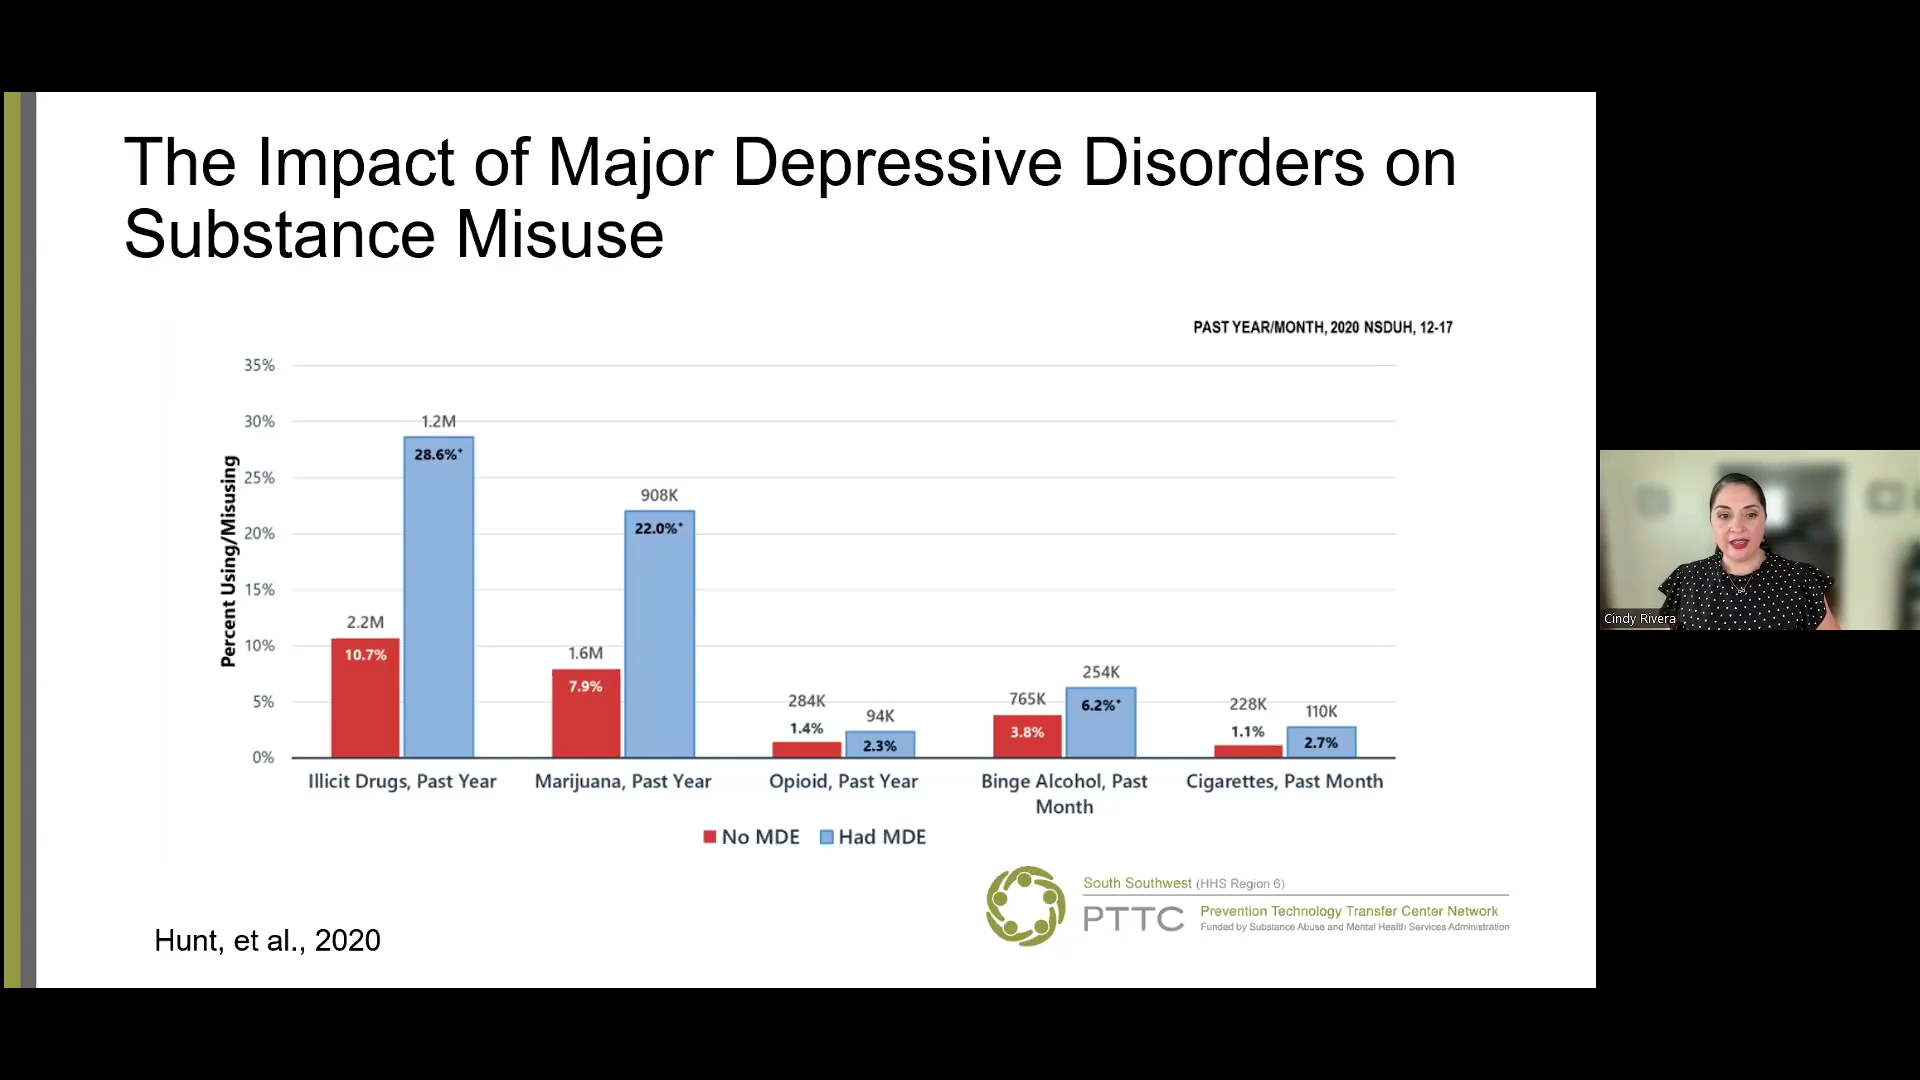 The Impact of Major Depressive Disorders on
Substance Misuse
PAST YEAR/MONTH, 2020 NSDUH, 12-17
Percent Using/Misusing
35%
30%
25%
20%
15%
10%
5%
0%
2.2M
10.7%
1.2M
28.6%+
1.6M
7.9%
908K
22.0%+
284K
1.4%
94K
2.3%
765K
3.8%
254K
6.2%+
228K
1.1%
110K
2.7%
Illicit Drugs, Past Year
Marijuana, Past Year
Opioid, Past Year
Binge Alcohol, Past
Month
Cigarettes, Past Month
No MDE
Had MDE
South Southwest (HHS Region 6)
PTTC
Prevention Technology Transfer Center Network
Funded by Substance Abuse and Mental Health Services Administration
Hunt, et al., 2020
Cindy Rivera